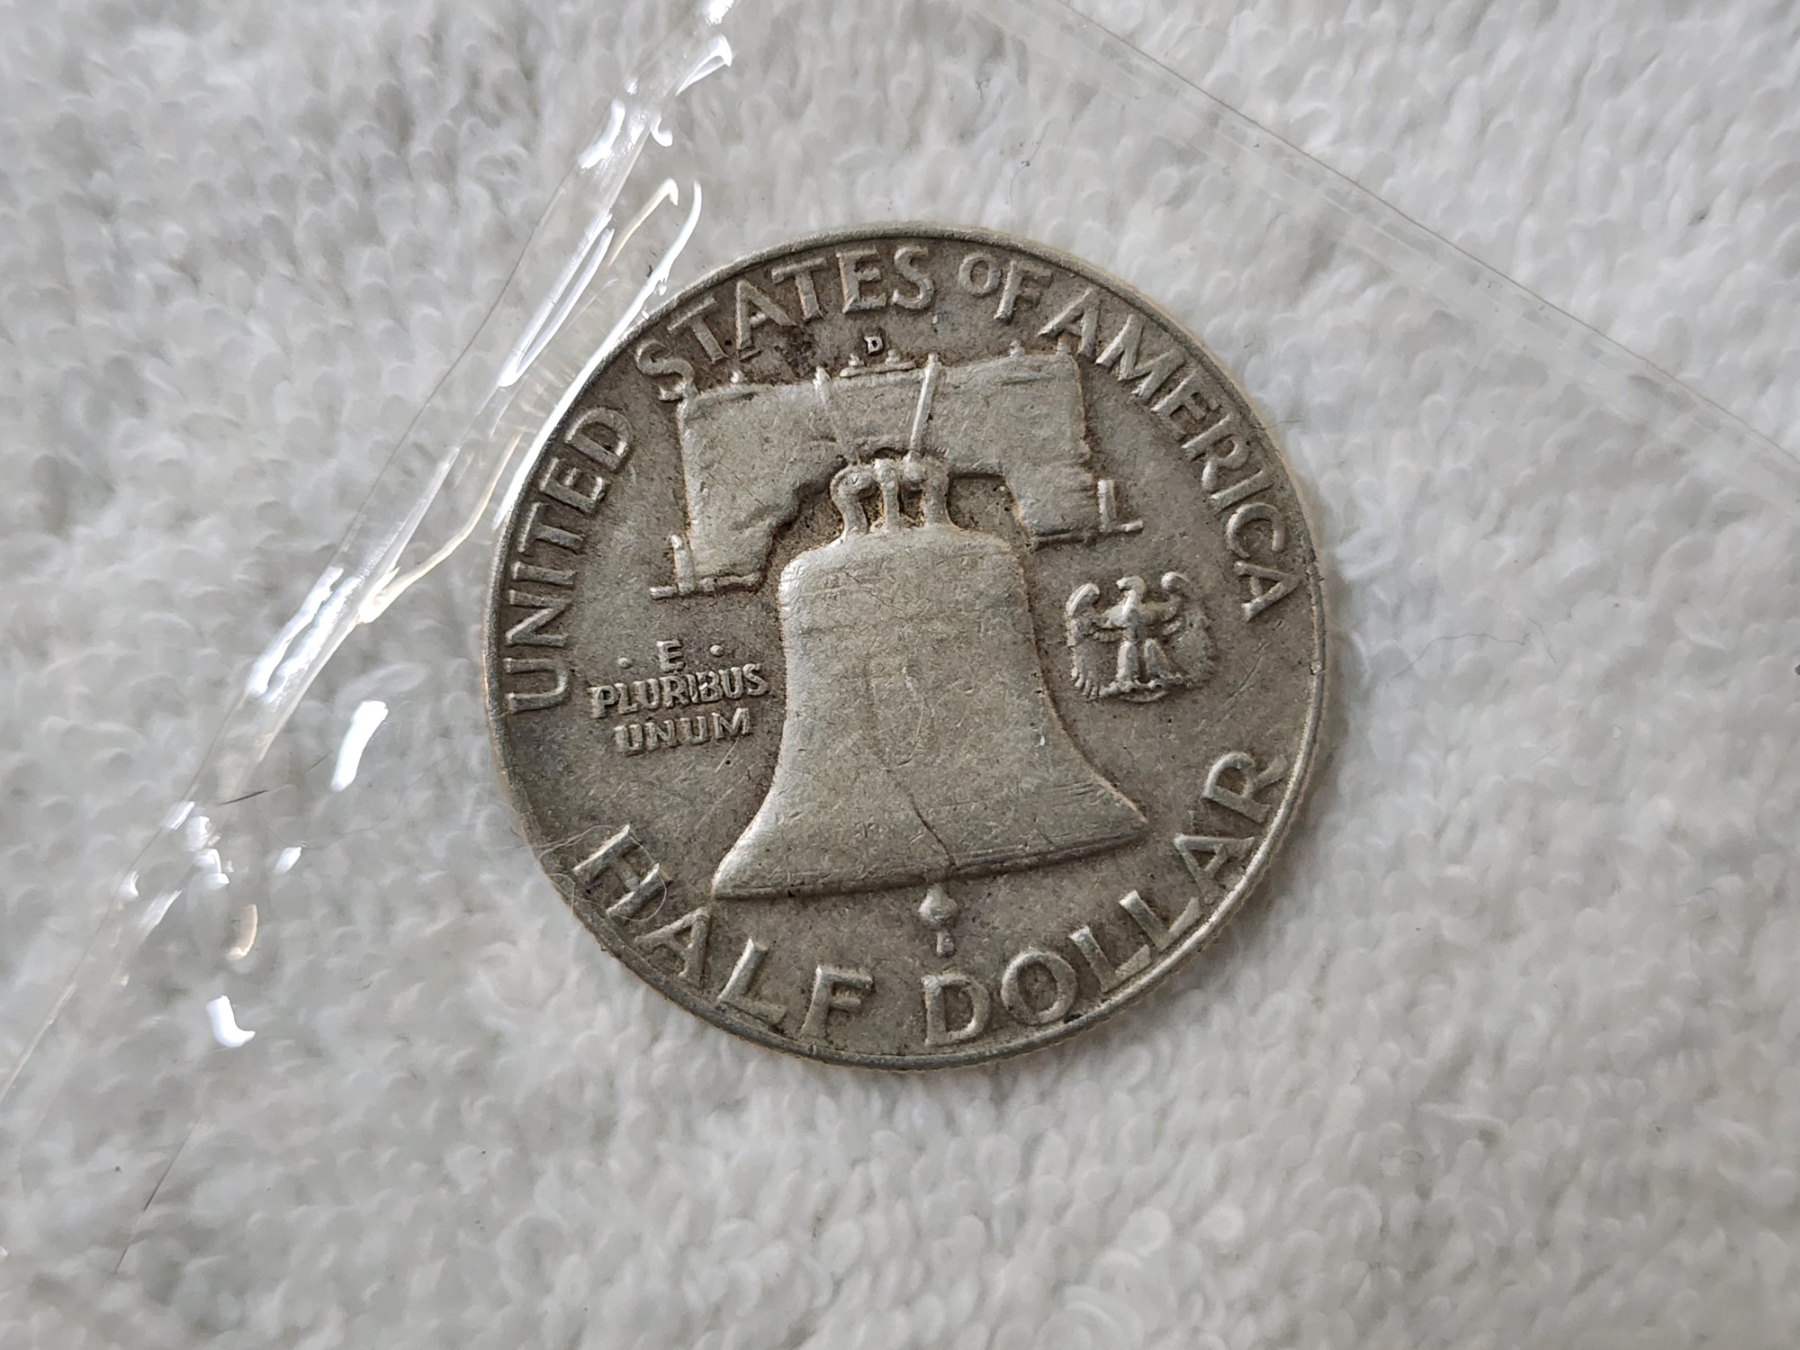 UNITED STATES OF AMERICA
D
E
PLURIBUS
UNUM
HALF DOLLAR